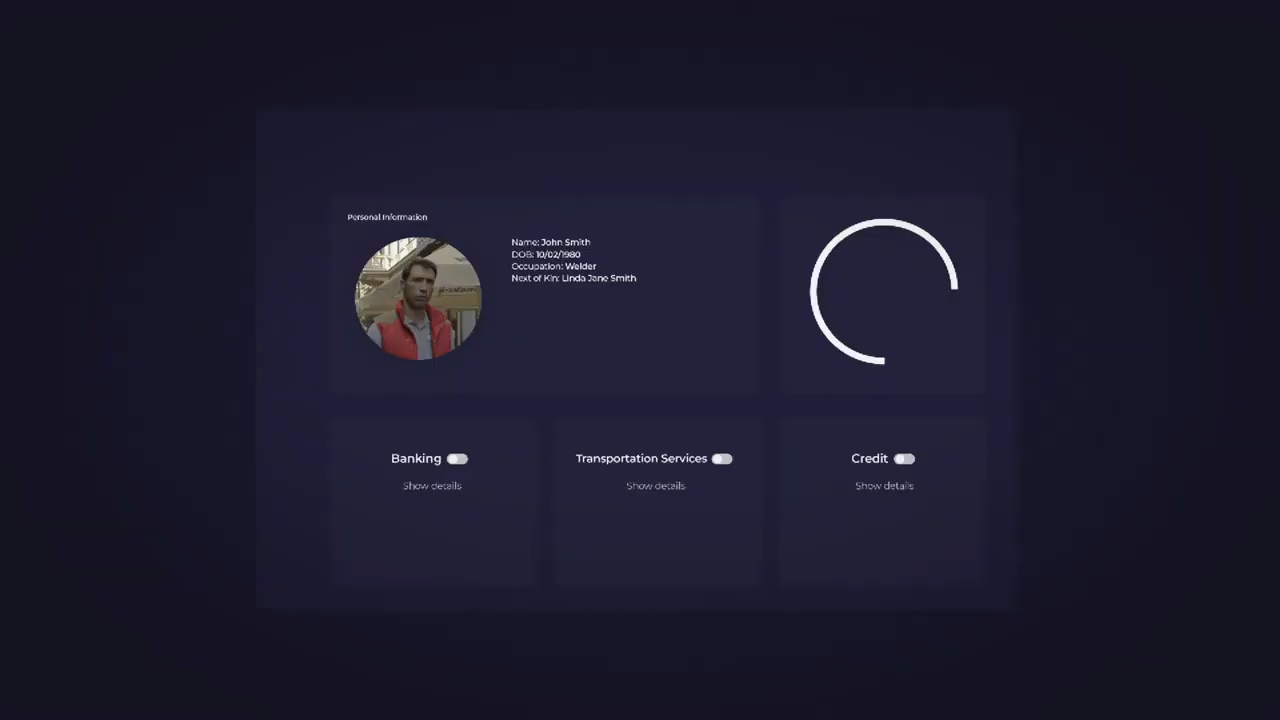 Personal Information
Name: John Smith
DOB: 10/02/1980
Occupation: Welder
Next of Kin: Linda Jane Smith
Banking
Transportation Services
Credit
Show details
Show details
Show details